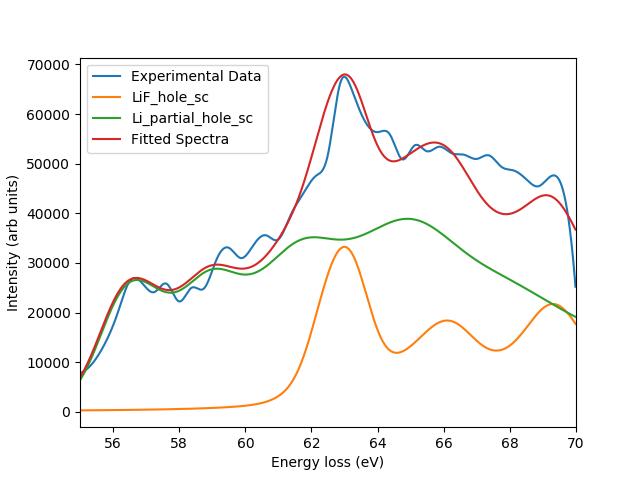 Experimental Data
LiF_hole_sc
Li_partial_hole_sc
Fitted Spectra
70000
60000
50000
40000
30000
20000
10000
0
Intensity (arb units)
56 58 60 62 64 66 68 70
Energy loss (eV)